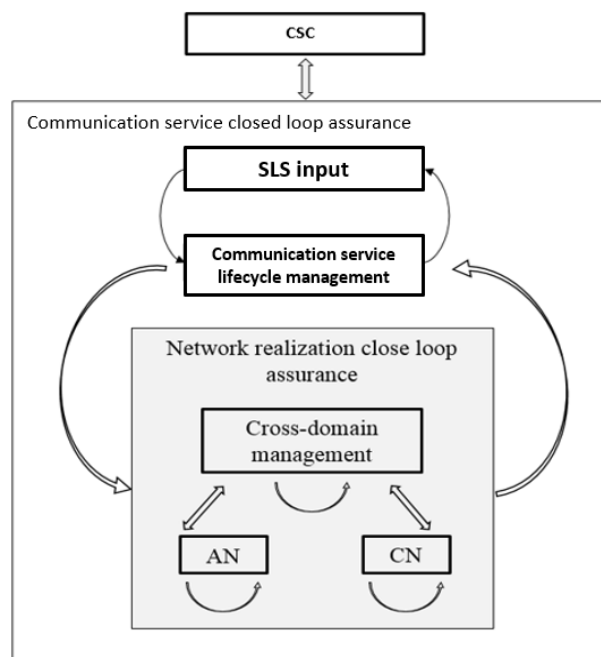 CSC
Communication service closed loop assurance
SLS input
Communication service
lifecycle management
Network realization close loop
assurance
Cross-domain
management
AN
CN